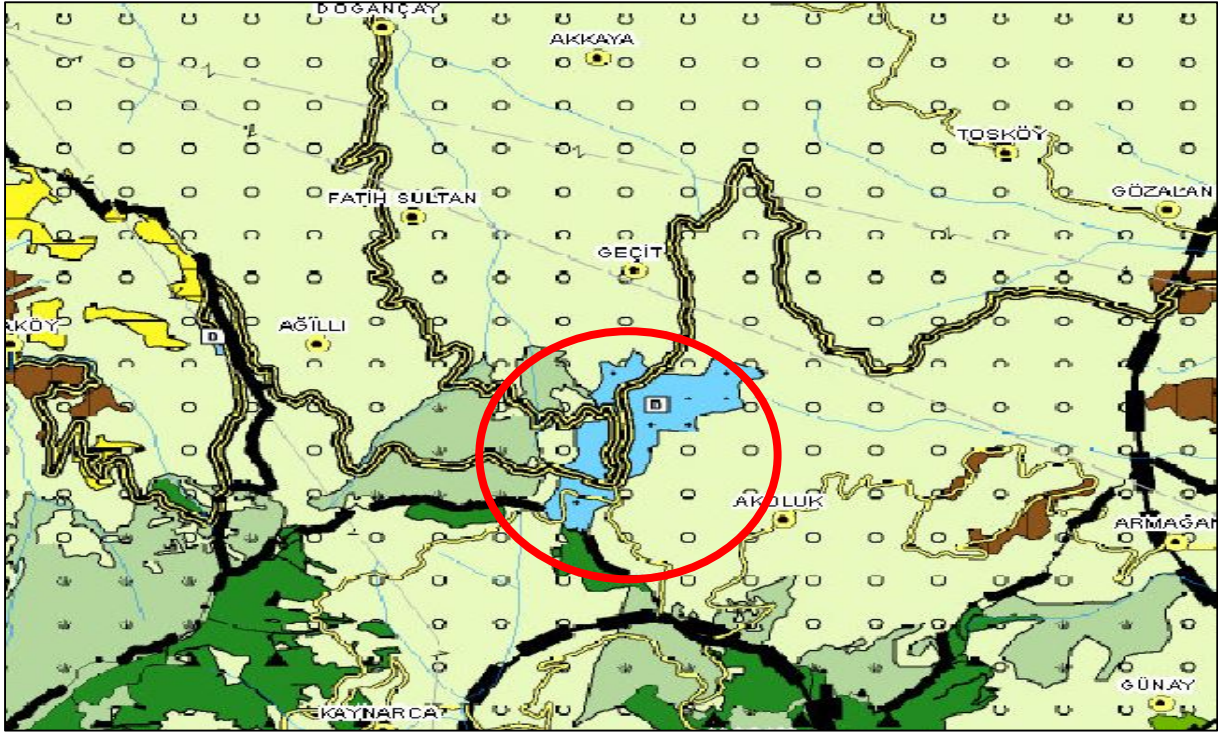 DOĞANÇAY
AKKAYA
TOSKÖY
GÖZALAN
FATİH SULTAN
GEÇİT
AKÖY
D
AĞILLI
D
AKOLUK
ARMAĞAN
GÜNAY
KAYNARCA